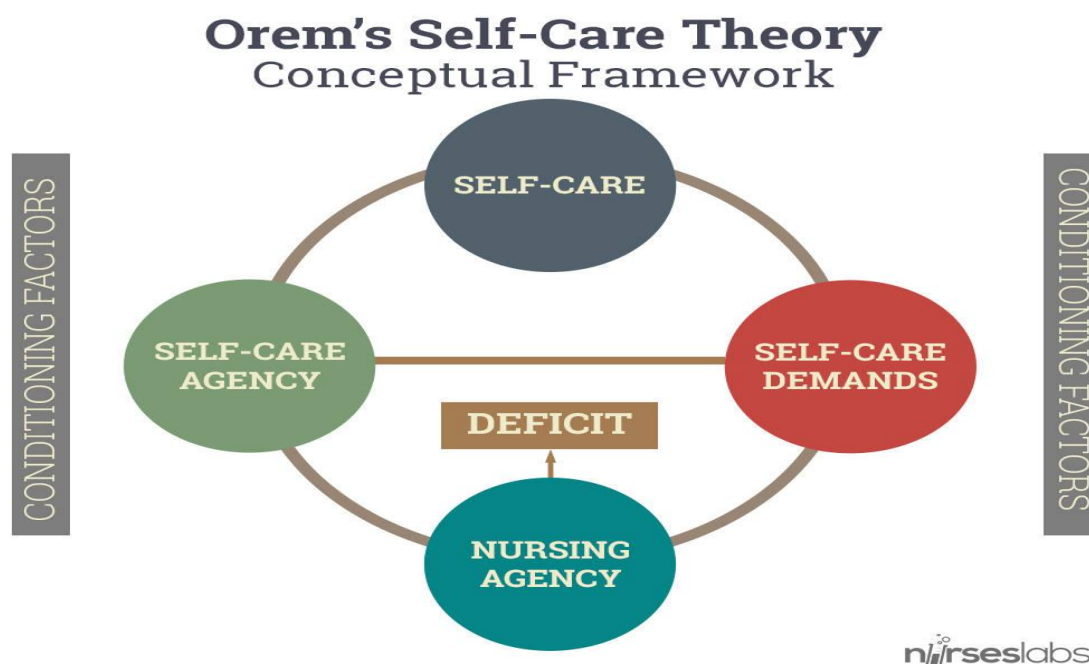 Orem's Self-Care Theory
Conceptual Framework
CONDITIONING FACTORS
SELF-CARE
SELF-CARE
AGENCY
SELF-CARE
DEMANDS
DEFICIT
NURSING
AGENCY
CONDITIONING FACTORS
nurseslabs